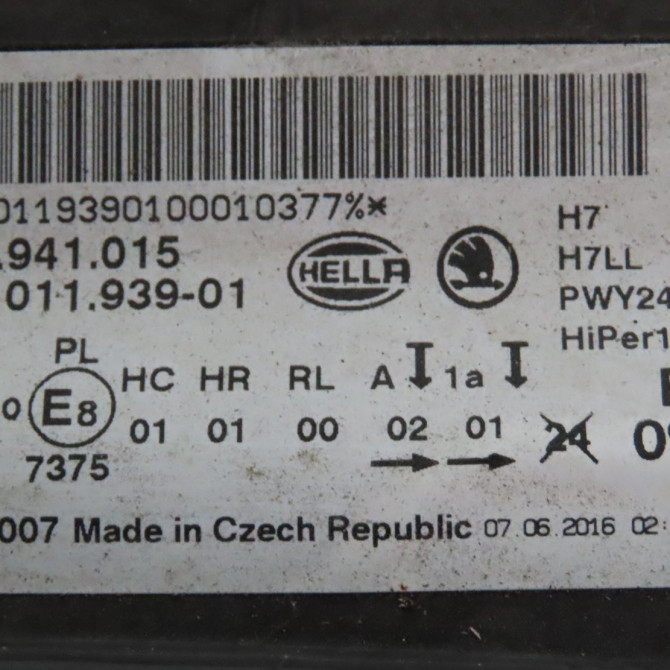 011939010001037​7%*
.941.015
011.939-01
HELLA
H7
H7LL
PWY24
HiPer1
PL
E8
7375
HC HR RL A 1a
01 01 00 02 01 24
007 Made in Czech Republic 07.06.2016 02: